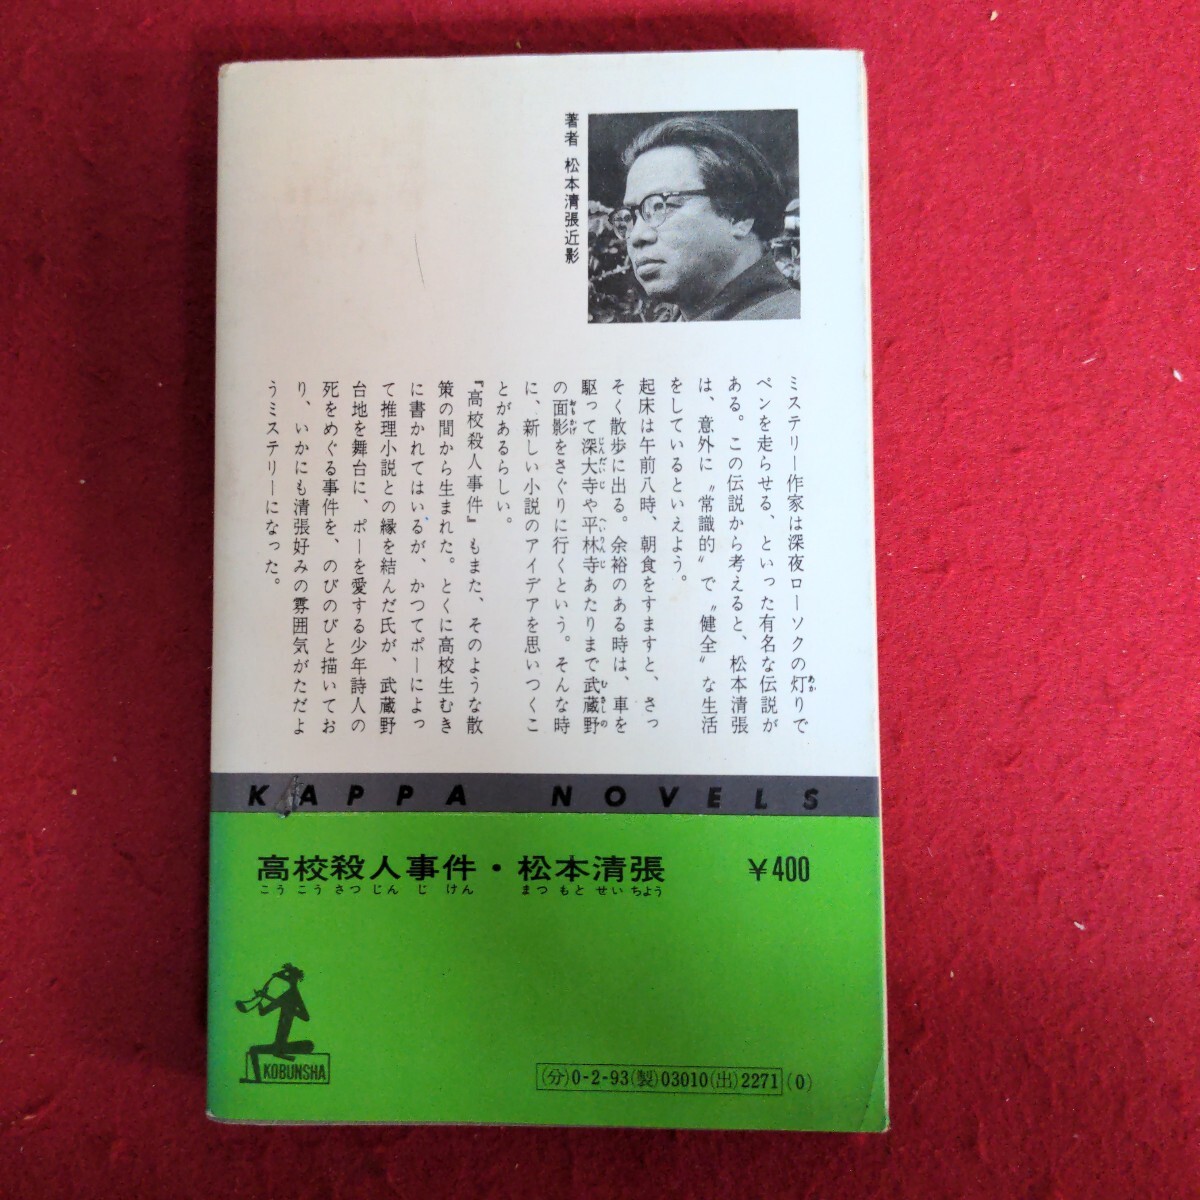 著者 松本清張近影
ミステリー作家は深夜ローソクの灯りで
ペンを走らせる、といった有名な伝説が
ある。この伝説から考えると、松本清張
は、意外に〝常識的〟で〝健全〟な生活
をしているといえよう。
起床は午前八時、朝食をすますと、さっ
そく散歩に出る。余裕のある時は、車を
駆って深大寺や平林寺あたりまで武蔵野
の面影をさぐりに行くという。そんな時
に、新しい小説のアイデアを思いつくこ
とがあるらしい。
『高校殺人事件』もまた、そのような散
策の間から生まれた。とくに高校生むき
に書かれてはいるが、かつてポーによっ
て推理小説との縁を結んだ氏が、武蔵野
台地を舞台に、ポーを愛する少年詩人の
死をめぐる事件を、のびのびと描いてお
り、いかにも清張好みの雰囲気がただよ
うミステリーになった。
KAPPA NOVELS
高校殺人事件・松本清張 ¥400
こうこうさつじんじけん まつもとせいちょう
KOBUNSHA
(分)0-2-93(製)03010(出)2271(0)